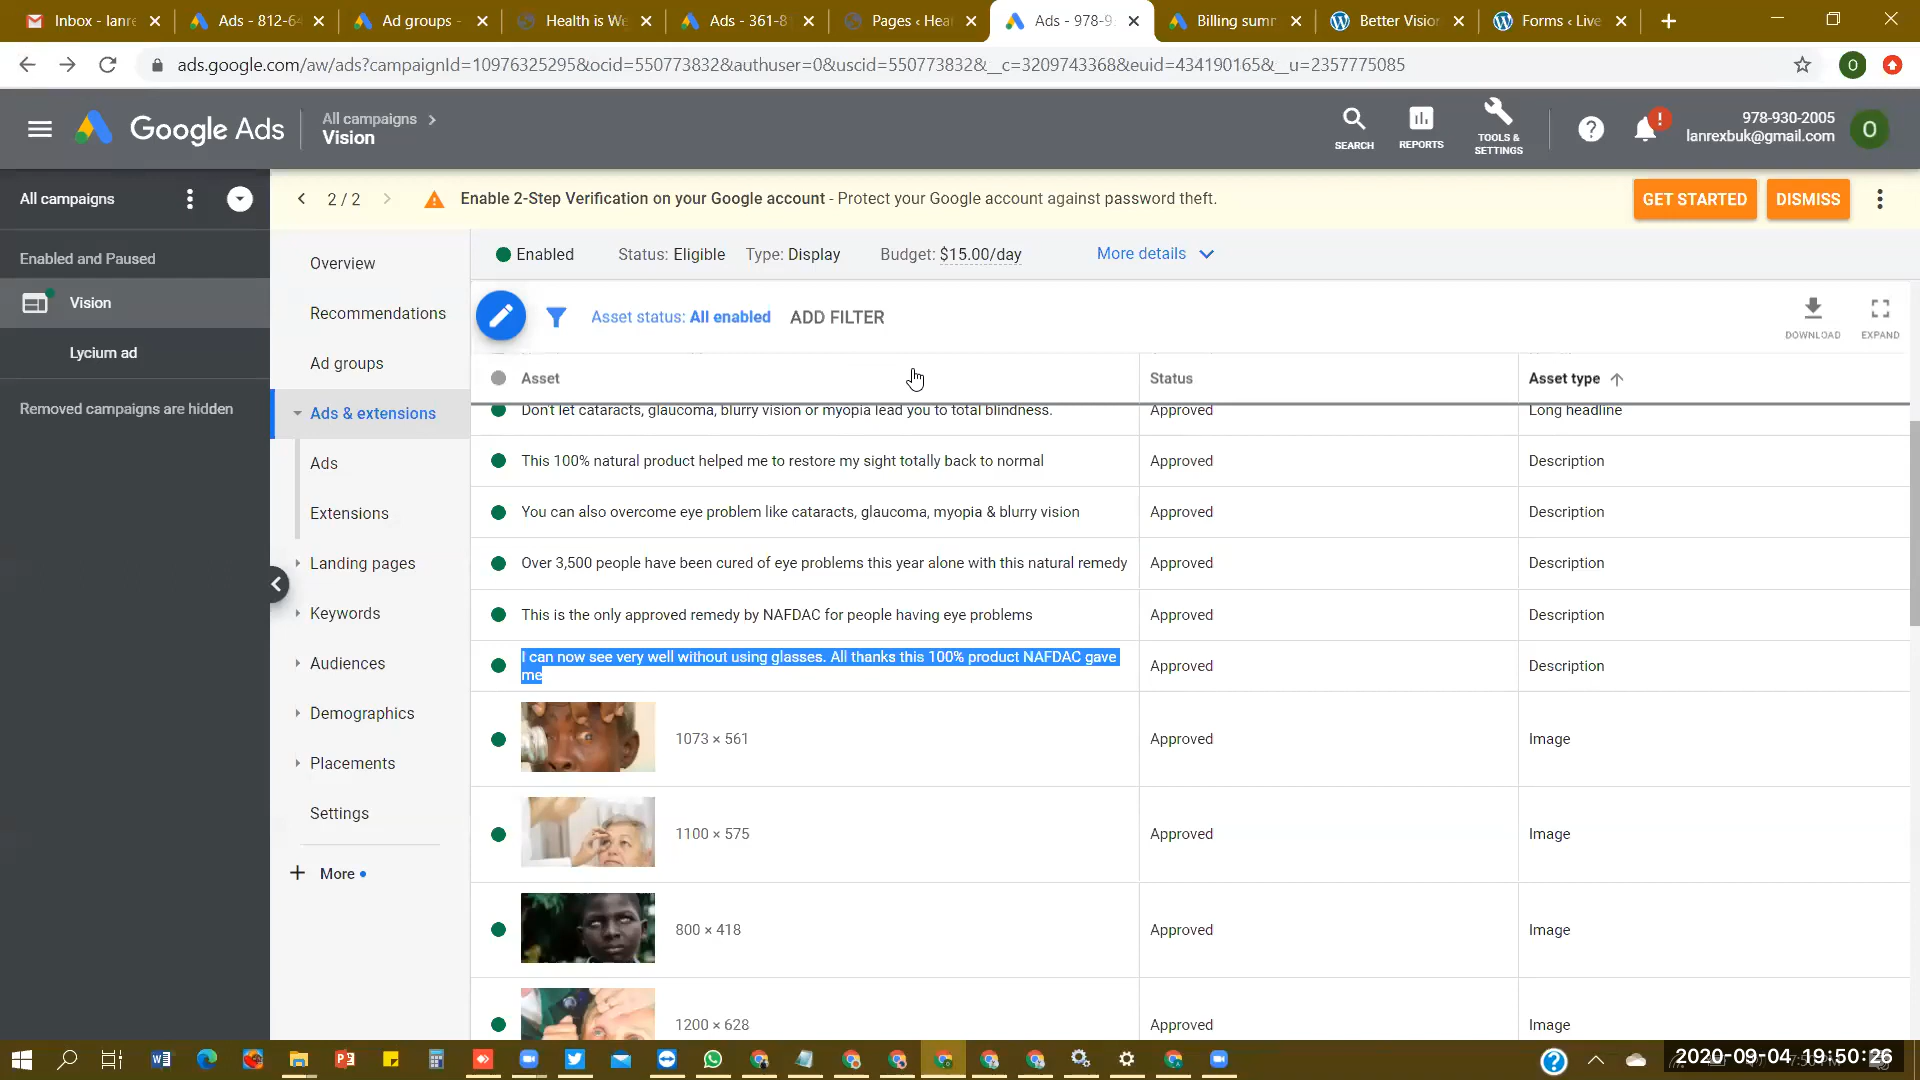 Inbox - lanre
Ads - 812-64
Ad groups -
Health is We
Ads - 361-8
Pages ‹ Hea
Ads - 978-9
Billing summ
Better Vision
Forms ‹ Live
ads.google.com/aw/ads?campaignId=10976325295&ocid=550773832&authuser=0&uscid=550773832&__c=3209743368&euid=434190165&__u=2357775085
O
Google Ads
All campaigns
Vision
SEARCH
REPORTS
TOOLS &
SETTINGS
?
!
978-930-2005
lanrexbuk@gmail.com
O
All campaigns
2 / 2
Enable 2-Step Verification on your Google account - Protect your Google account against password theft.
GET STARTED
DISMISS
Enabled and Paused
Vision
Lycium ad
Removed campaigns are hidden
Overview
Recommendations
Ad groups
Ads & extensions
Ads
Extensions
Landing pages
Keywords
Audiences
Demographics
Placements
Settings
More
Enabled
Status: Eligible
Type: Display
Budget: $15.00/day
More details
Asset status: All enabled
ADD FILTER
DOWNLOAD
EXPAND
Asset
Status
Asset type
Don't let cataracts, glaucoma, blurry vision or myopia lead you to total blindness.
Approved
Long headline
This 100% natural product helped me to restore my sight totally back to normal
Approved
Description
You can also overcome eye problem like cataracts, glaucoma, myopia & blurry vision
Approved
Description
Over 3,500 people have been cured of eye problems this year alone with this natural remedy
Approved
Description
This is the only approved remedy by NAFDAC for people having eye problems
Approved
Description
I can now see very well without using glasses. All thanks this 100% product NAFDAC gave
me
Approved
Description
1073 × 561
Approved
Image
1100 × 575
Approved
Image
800 × 418
Approved
Image
1200 × 628
Approved
Image
2020-09-04 19:50:26